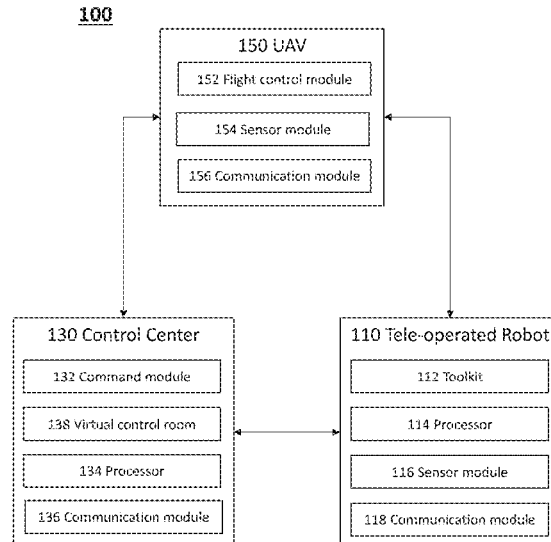 100
150 UAV
152 Flight control module
154 Sensor module
156 Communication module
130 Control Center
132 Command module
138 Virtual control room
134 Processor
136 Communication module
110 Tele-operated Robot
112 Toolkit
114 Processor
116 Sensor module
118 Communication module